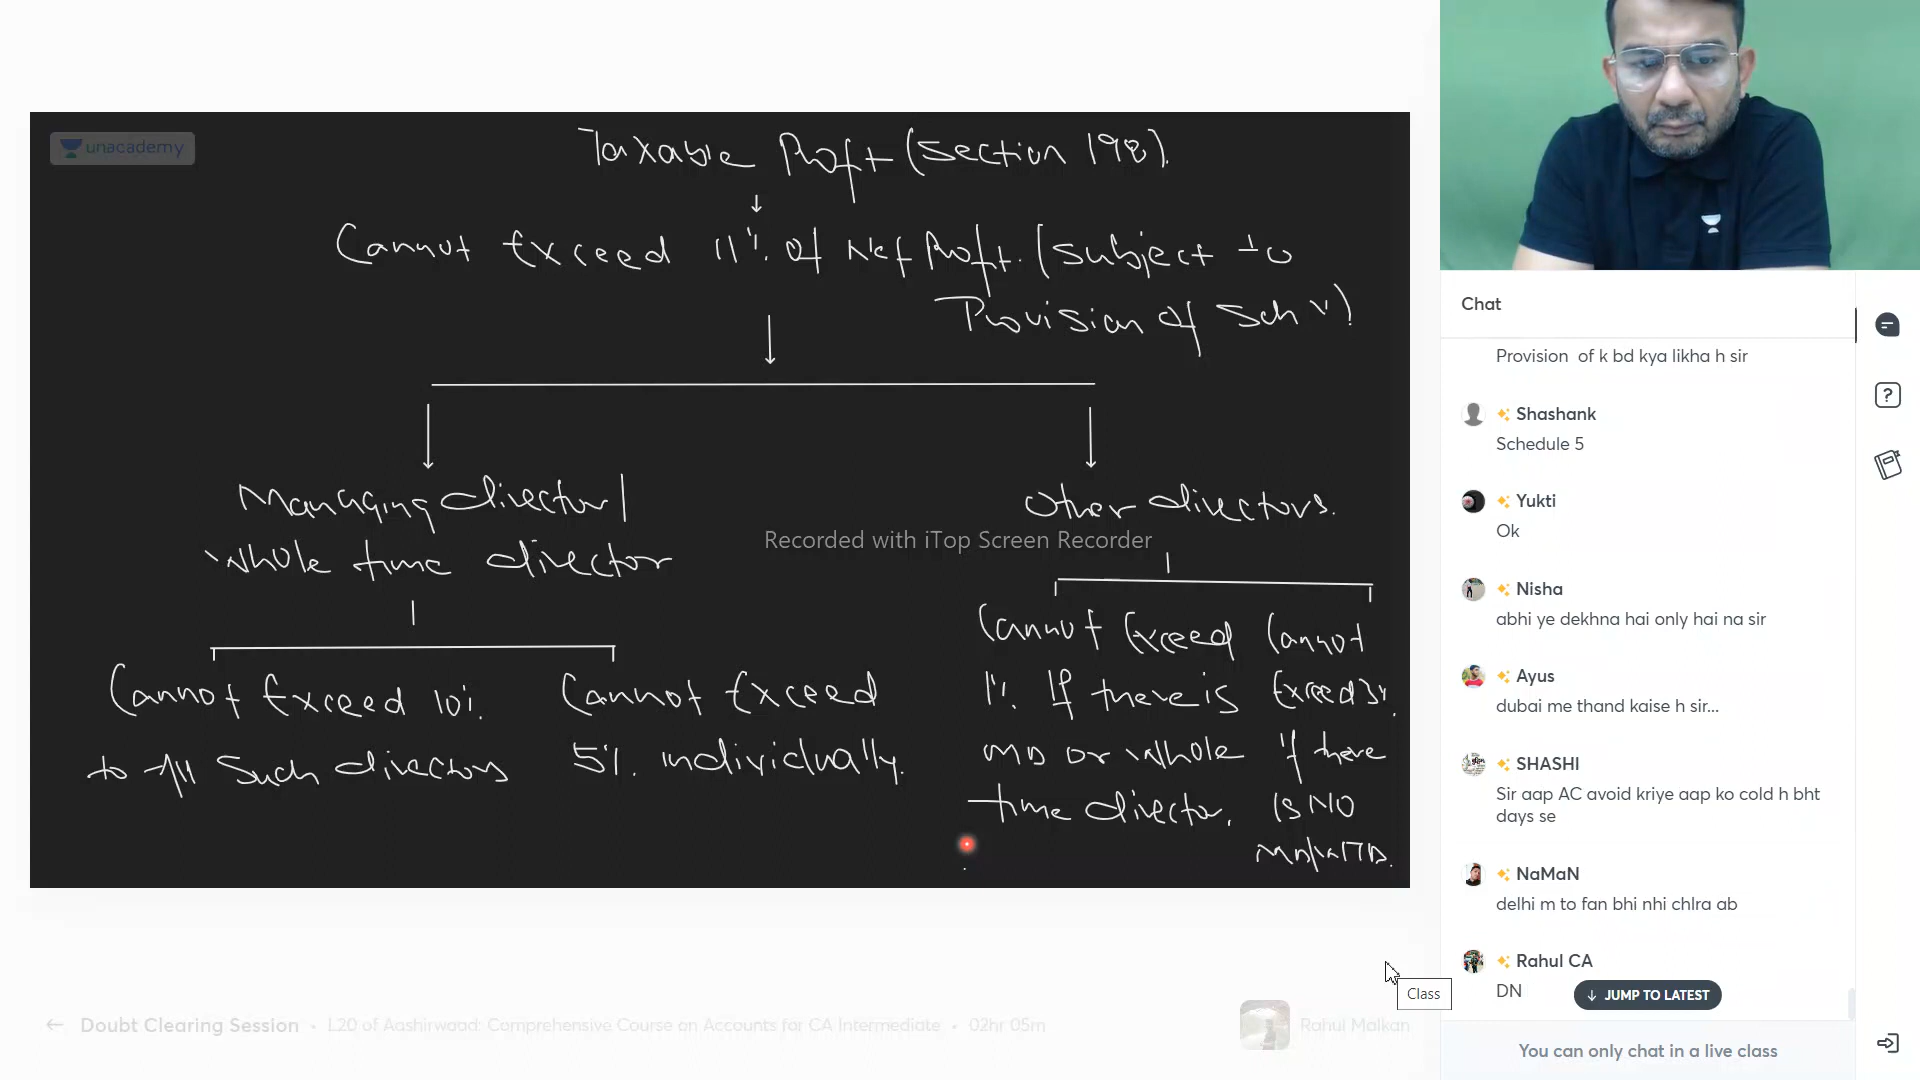 unacademy
Taxable Profit (section 198).
Cannot Exceed 11% of Net Profit. (Subject to
Provision of Sch V)
Managing director/
Whole time director
Cannot Exceed 10%
to All Such directors
Cannot Exceed
5% individually.
Other directors.
Cannot Exceed
1% If there is
MD or Whole
time director.
Cannot
Exceed 3%
if there
is NO
MD/WTD.
Recorded with iTop Screen Recorder
Chat
Provision of k bd kya likha h sir
Shashank
Schedule 5
Yukti
Ok
Nisha
abhi ye dekhna hai only hai na sir
Ayus
dubai me thand kaise h sir...
SHASHI
Sir aap AC avoid kriye aap ko cold h bht
days se
NaMaN
delhi m to fan bhi nhi chlra ab
Rahul CA
DN
↓ JUMP TO LATEST
You can only chat in a live class
Class
← Doubt Clearing Session • L20 of Aashirwaad: Comprehensive Course on Accounts for CA Intermediate • 02hr 05m
Rahul Malkan